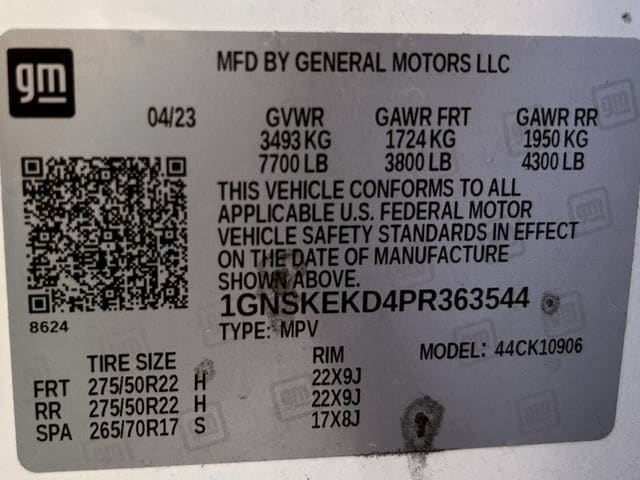 gm
MFD BY GENERAL MOTORS LLC
04/23 GVWR GAWR FRT GAWR RR
3493 KG 1724 KG 1950 KG
7700 LB 3800 LB 4300 LB
THIS VEHICLE CONFORMS TO ALL
APPLICABLE U.S. FEDERAL MOTOR
VEHICLE SAFETY STANDARDS IN EFFECT
ON THE DATE OF MANUFACTURE
SHOWN ABOVE.
1GNSKEKD4PR363544
8624
TYPE: MPV MODEL: 44CK10906
TIRE SIZE RIM
FRT 275/50R22 H 22X9J
RR 275/50R22 H 22X9J
SPA 265/70R17 S 17X8J